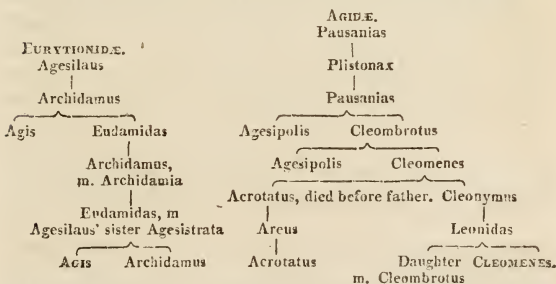 EURYTIONIDÆ.
Agesilaus
Archidamus
Agis Eudamidas
Archidamus,
m. Archidamia
Eudamidas, m
Agesilaus' sister Agesistrata
AGIS Archidamus
AGIDÆ.
Pausanias
Plistonax
Pausanias
Agesipolis Cleombrotus
Agesipolis Cleomenes
Acrotatus, died before father. Cleonymus
Areus Leonidas
Acrotatus Daughter CLEOMENES.
m. Cleombrotus